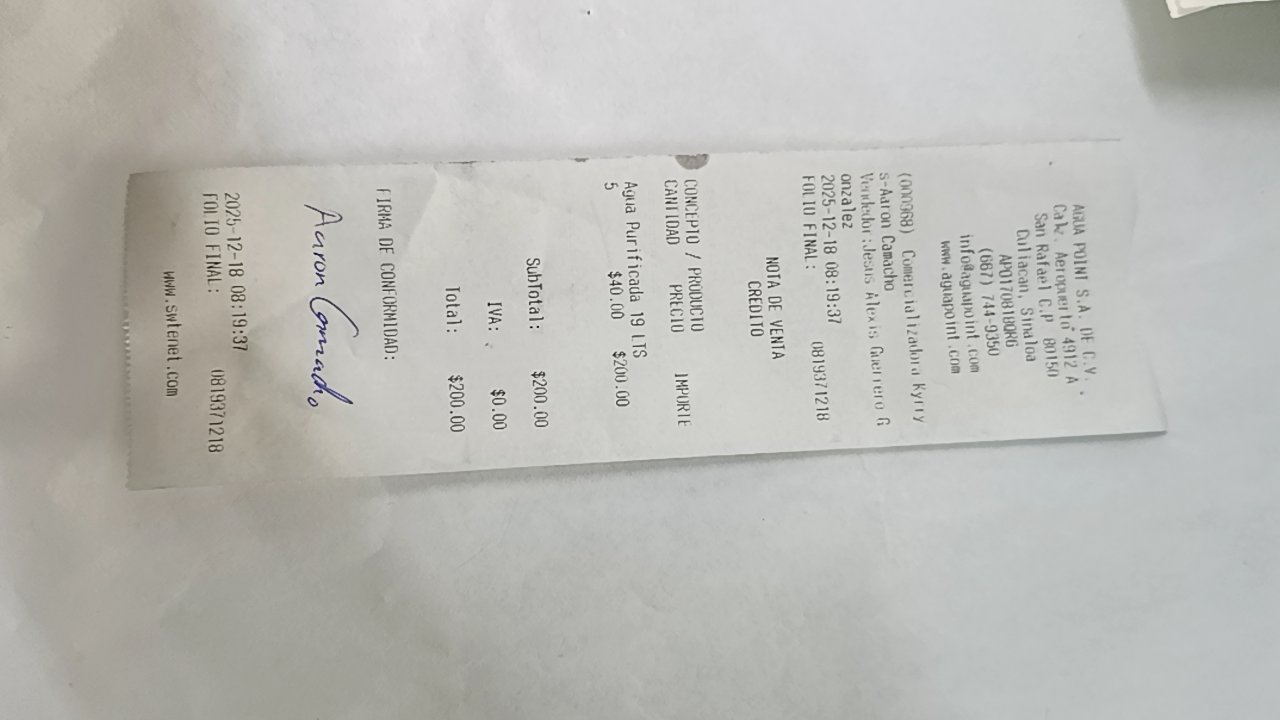 AGUA POINT S.A. DE C.V.
Calz. Aeropuerto 4912 A
San Rafael C.P 80150
Culiacan, Sinaloa
APO170818QRG
(667) 744-9350
info@aguapoint.com
www.aguapoint.com
(000968) Comercializadora Kyrry
s-Aaron Camacho
Vendedor:Jesus Alexis Guerrero G
onzalez
2025-12-18 08:19:37
FOLIO FINAL: 0819371218
NOTA DE VENTA
CREDITO
CONCEPTO / PRODUCTO
CANTIDAD PRECIO IMPORTE
Agua Purificada 19 LTS
5 $40.00 $200.00
SubTotal: $200.00
IVA: $0.00
Total: $200.00
FIRMA DE CONFORMIDAD:
Aaron Camacho
2025-12-18 08:19:37
FOLIO FINAL: 0819371218
www.swtenet.com